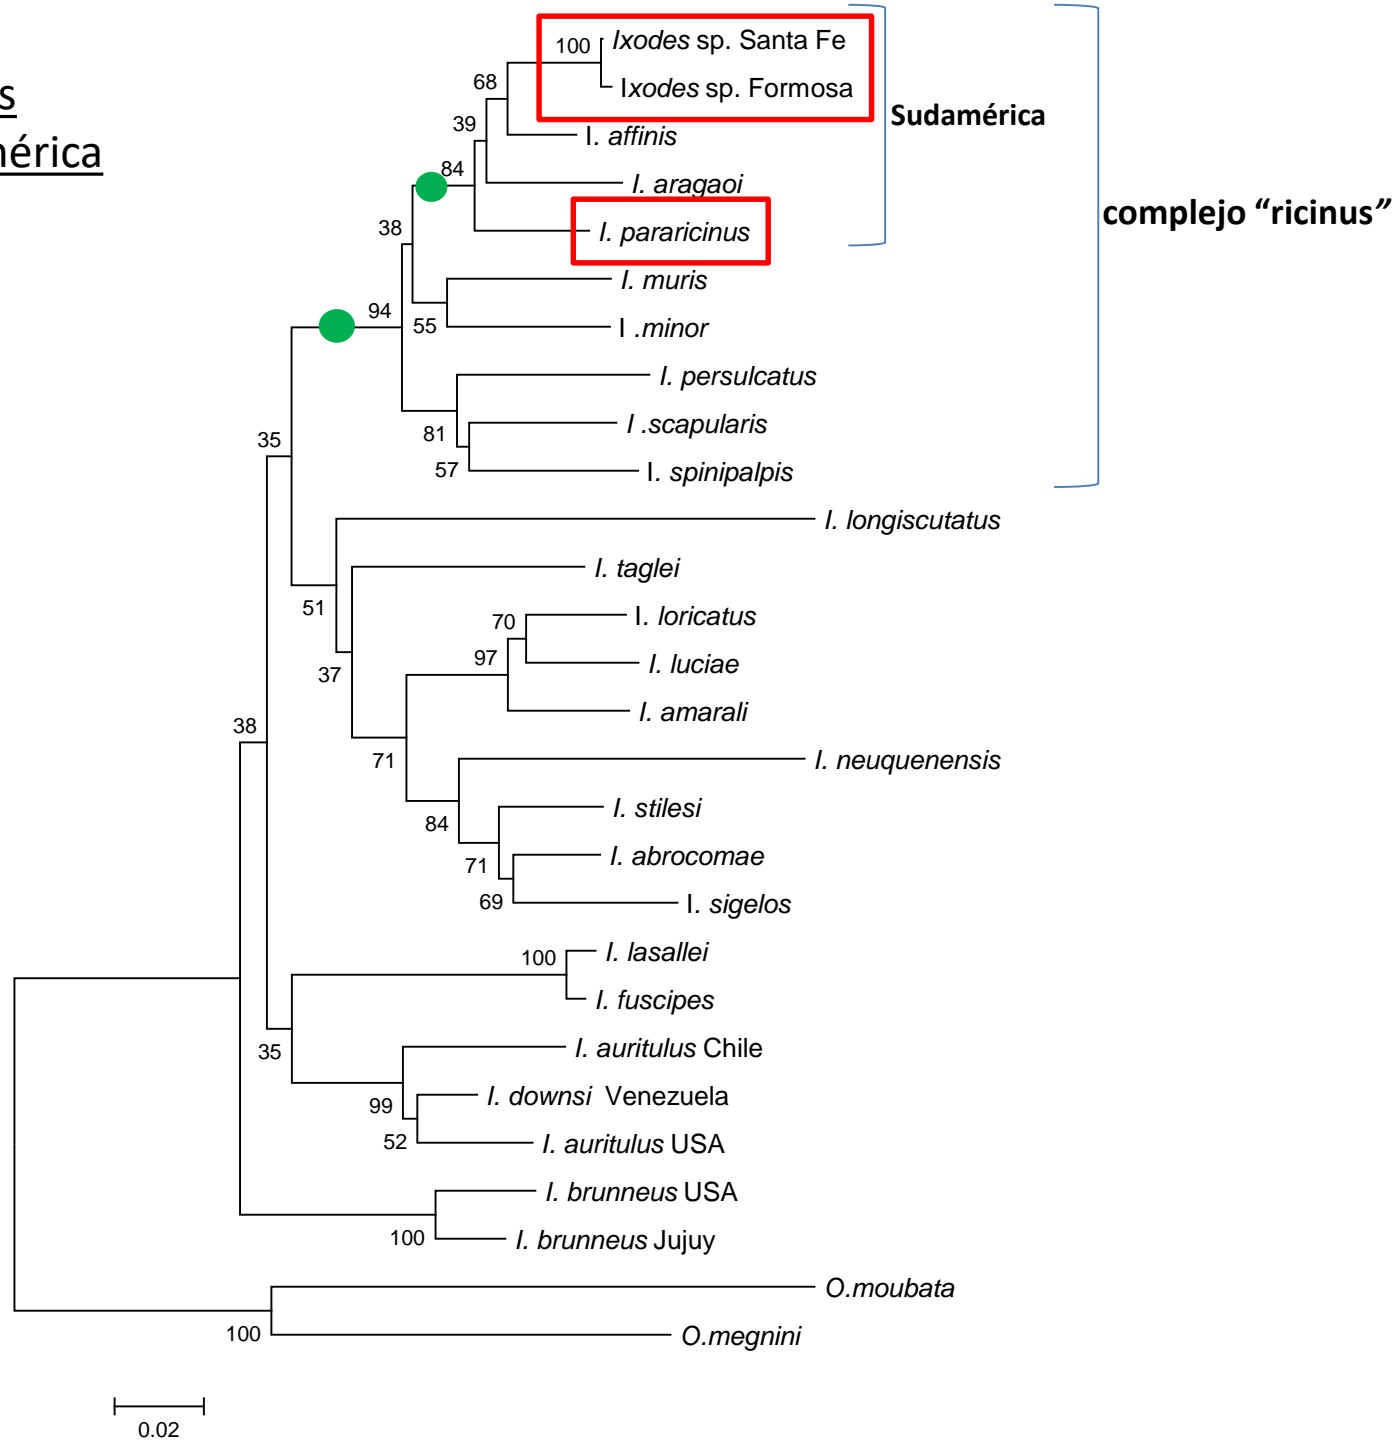 s
mérica
100
Ixodes sp. Santa Fe
Ixodes sp. Formosa
68
Sudamérica
39
I. affinis
84
I. aragaoi
complejo “ricinus”
38
I. pararicinus
I. muris
94
55
I .minor
I. persulcatus
I .scapularis
81
35
57
I. spinipalpis
I. longiscutatus
I. taglei
51
70
I. loricatus
97
I. luciae
37
I. amarali
38
71
I. neuquenensis
I. stilesi
84
I. abrocomae
71
69
I. sigelos
100
I. lasallei
I. fuscipes
35
I. auritulus Chile
I. downsi Venezuela
99
52
I. auritulus USA
I. brunneus USA
100
I. brunneus Jujuy
O.moubata
100
O.megnini
0.02